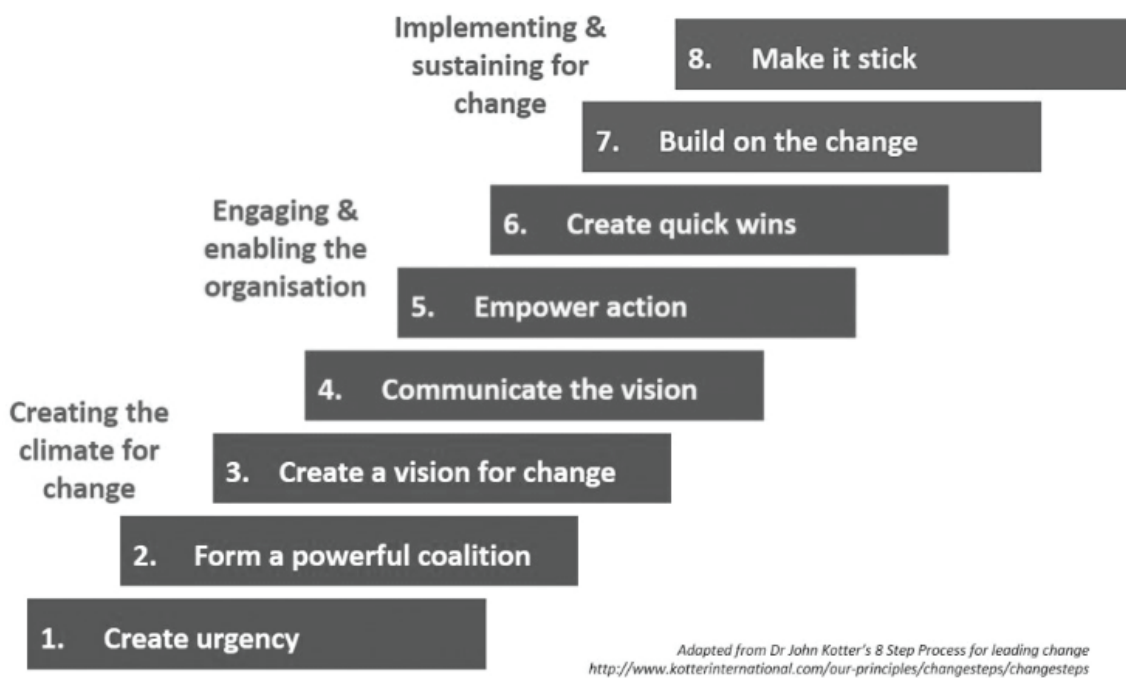 Implementing &
sustaining for
change
8. Make it stick
7. Build on the change
Engaging &
enabling the
organisation
6. Create quick wins
5. Empower action
4. Communicate the vision
Creating the
climate for
change
3. Create a vision for change
2. Form a powerful coalition
1. Create urgency
Adapted from Dr John Kotter's 8 Step Process for leading change
http://www.kotterinternational.com/our-principles/changesteps/changesteps